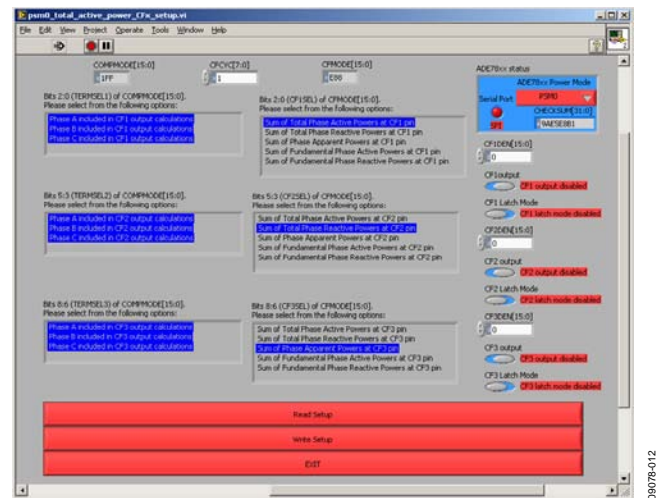 psm0_total_active_power_CFx_setup.vi
File Edit View Project Operate Tools Window Help
COMPMODE[15:0]
1FF
CFCYC[7:0]
1
CFMODE[15:0]
E88
ADE78xx status
ADE78xx Power Mode
Serial Port
PSM0
SPI
CHECKSUM[31:0]
9AE5E8B1
Bits 2:0 (TERMSEL1) of COMPMODE[15:0].
Please select from the following options:
Phase A included in CF1 output calculations
Phase B included in CF1 output calculations
Phase C included in CF1 output calculations
Bits 2:0 (CF1SEL) of CFMODE[15:0].
Please select from the following options:
Sum of Total Phase Active Powers at CF1 pin
Sum of Total Phase Reactive Powers at CF1 pin
Sum of Phase Apparent Powers at CF1 pin
Sum of Fundamental Phase Active Powers at CF1 pin
Sum of Fundamental Phase Reactive Powers at CF1 pin
CF1DEN[15:0]
0
CF1output
CF1 output disabled
CF1 Latch Mode
CF1 latch mode disabled
Bits 5:3 (TERMSEL2) of COMPMODE[15:0].
Please select from the following options:
Phase A included in CF2 output calculations
Phase B included in CF2 output calculations
Phase C included in CF2 output calculations
Bits 5:3 (CF2SEL) of CFMODE[15:0].
Please select from the following options:
Sum of Total Phase Active Powers at CF2 pin
Sum of Total Phase Reactive Powers at CF2 pin
Sum of Phase Apparent Powers at CF2 pin
Sum of Fundamental Phase Active Powers at CF2 pin
Sum of Fundamental Phase Reactive Powers at CF2 pin
CF2DEN[15:0]
0
CF2 output
CF2 output disabled
CF2 Latch Mode
CF2 latch mode disabled
Bits 8:6 (TERMSEL3) of COMPMODE[15:0].
Please select from the following options:
Phase A included in CF3 output calculations
Phase B included in CF3 output calculations
Phase C included in CF3 output calculations
Bits 8:6 (CF3SEL) of CFMODE[15:0].
Please select from the following options:
Sum of Total Phase Active Powers at CF3 pin
Sum of Total Phase Reactive Powers at CF3 pin
Sum of Phase Apparent Powers at CF3 pin
Sum of Fundamental Phase Active Powers at CF3 pin
Sum of Fundamental Phase Reactive Powers at CF3 pin
CF3DEN[15:0]
0
CF3 output
CF3 output disabled
CF3 Latch Mode
CF3 latch mode disabled
Read Setup
Write Setup
EXIT
09078-012